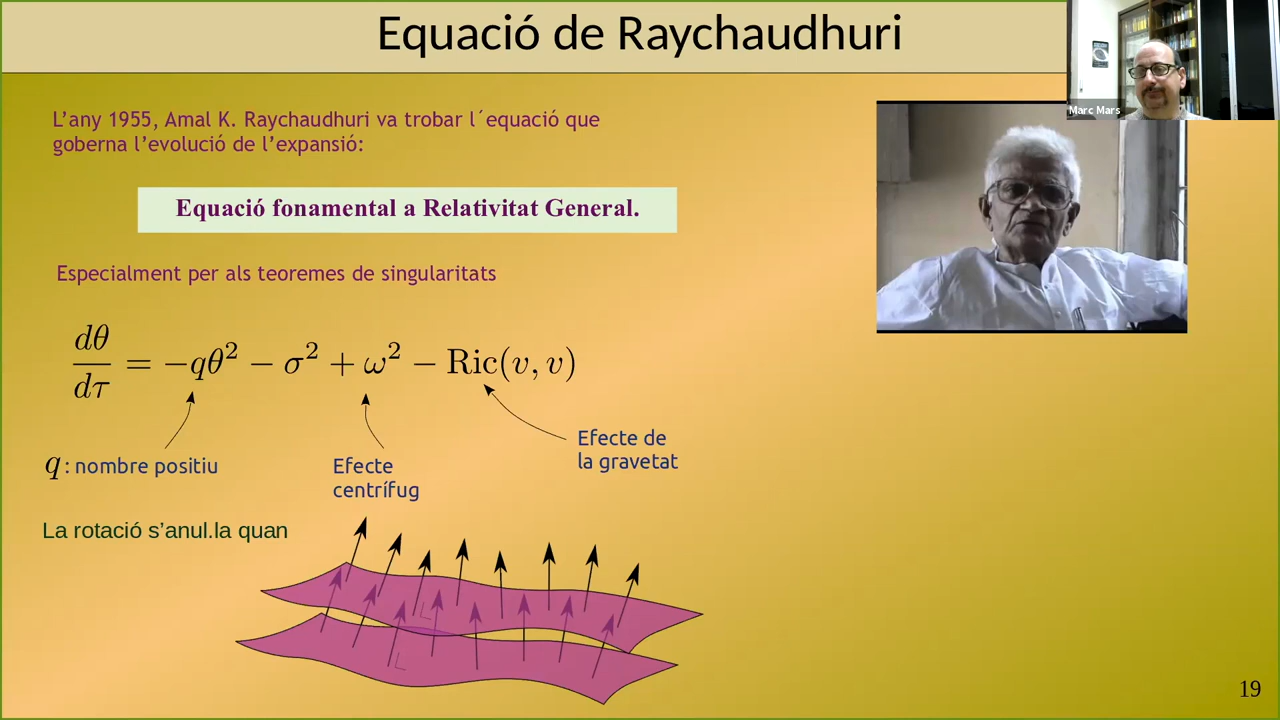 Equació de Raychaudhuri
Marc Mars
L’any 1955, Amal K. Raychaudhuri va trobar l´equació que
goberna l’evolució de l’expansió:
Equació fonamental a Relativitat General.
Especialment per als teoremes de singularitats
dθ/dτ = −qθ² − σ² + ω² − Ric(v, v)
q: nombre positiu
Efecte
centrífug
Efecte de
la gravetat
La rotació s’anul.la quan
19